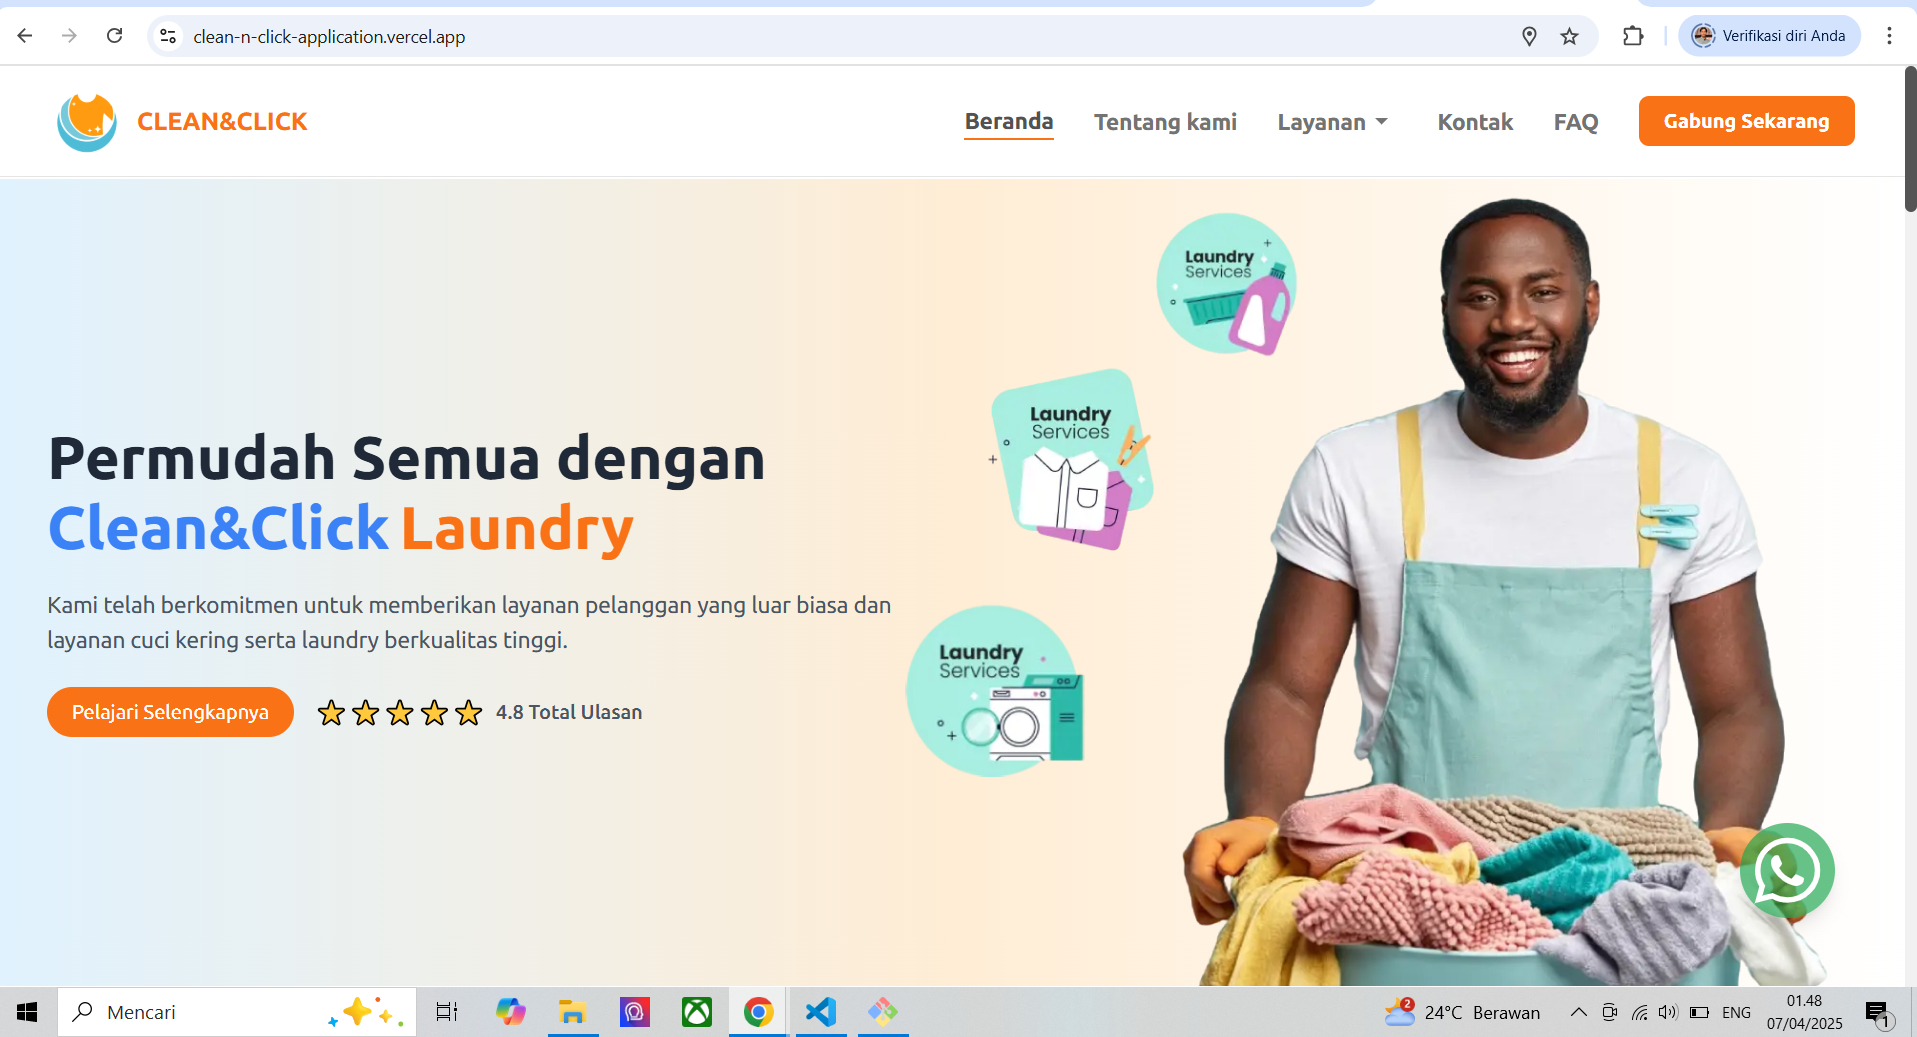 clean-n-click-application.vercel.app
Verifikasi diri Anda
CLEAN&CLICK
Beranda
Tentang kami
Layanan
Kontak
FAQ
Gabung Sekarang
Laundry
Services
Laundry
Services
Permudah Semua dengan
Clean&Click Laundry
Kami telah berkomitmen untuk memberikan layanan pelanggan yang luar biasa dan
layanan cuci kering serta laundry berkualitas tinggi.
Laundry
Services
Pelajari Selengkapnya
4.8 Total Ulasan
Mencari
2
24°C Berawan
ENG
01.48
07/04/2025
1